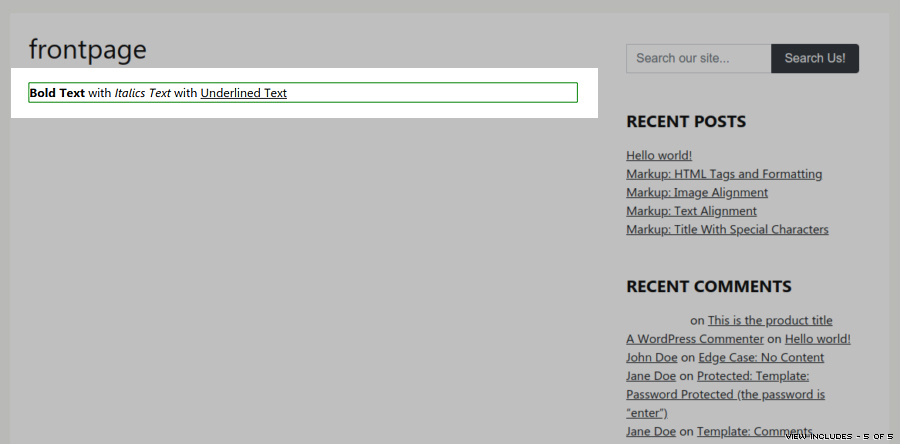 frontpage
Bold Text with Italics Text with Underlined Text
Search our site...
Search Us!
RECENT POSTS
Hello world!
Markup: HTML Tags and Formatting
Markup: Image Alignment
Markup: Text Alignment
Markup: Title With Special Characters
RECENT COMMENTS
on This is the product title
A WordPress Commenter on Hello world!
John Doe on Edge Case: No Content
Jane Doe on Protected: Template:
Password Protected (the password is
“enter”)
Jane Doe on Template: Comments
VIEW INCLUDES - 5 OF 5